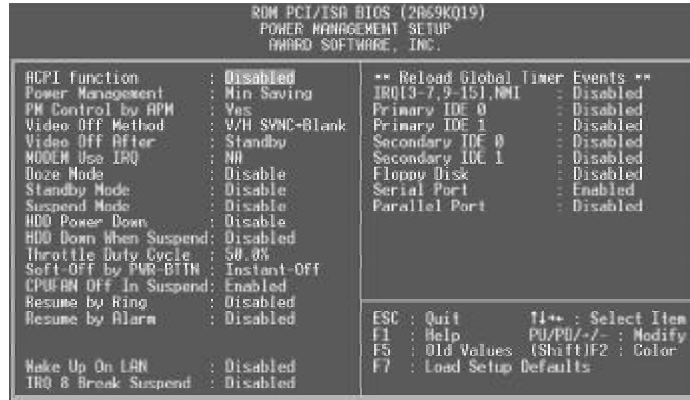 ROM PCI/ISA BIOS (2A69KQ19)
POWER MANAGEMENT SETUP
AWARD SOFTWARE, INC.
ACPI function : Disabled
Power Management : Min Saving
PM Control by APM : Yes
Video Off Method : V/H SYNC+Blank
Video Off After : Standby
MODEM Use IRQ : NA
Doze Mode : Disable
Standby Mode : Disable
Suspend Mode : Disable
HDD Power Down : Disable
HDD Down When Suspend: Disabled
Throttle Duty Cycle : 50.0%
Soft-Off by PWR-BTTN : Instant-Off
CPUFAN Off In Suspend: Enabled
Resume by Ring : Disabled
Resume by Alarm : Disabled
Wake Up On LAN : Disabled
IRQ 8 Break Suspend : Disabled
** Reload Global Timer Events **
IRQ[3-7,9-15],NMI : Disabled
Primary IDE 0 : Disabled
Primary IDE 1 : Disabled
Secondary IDE 0 : Disabled
Secondary IDE 1 : Disabled
Floppy Disk : Disabled
Serial Port : Enabled
Parallel Port : Disabled
ESC : Quit ↑↓→← : Select Item
F1 : Help PU/PD/+/- : Modify
F5 : Old Values (Shift)F2 : Color
F7 : Load Setup Defaults